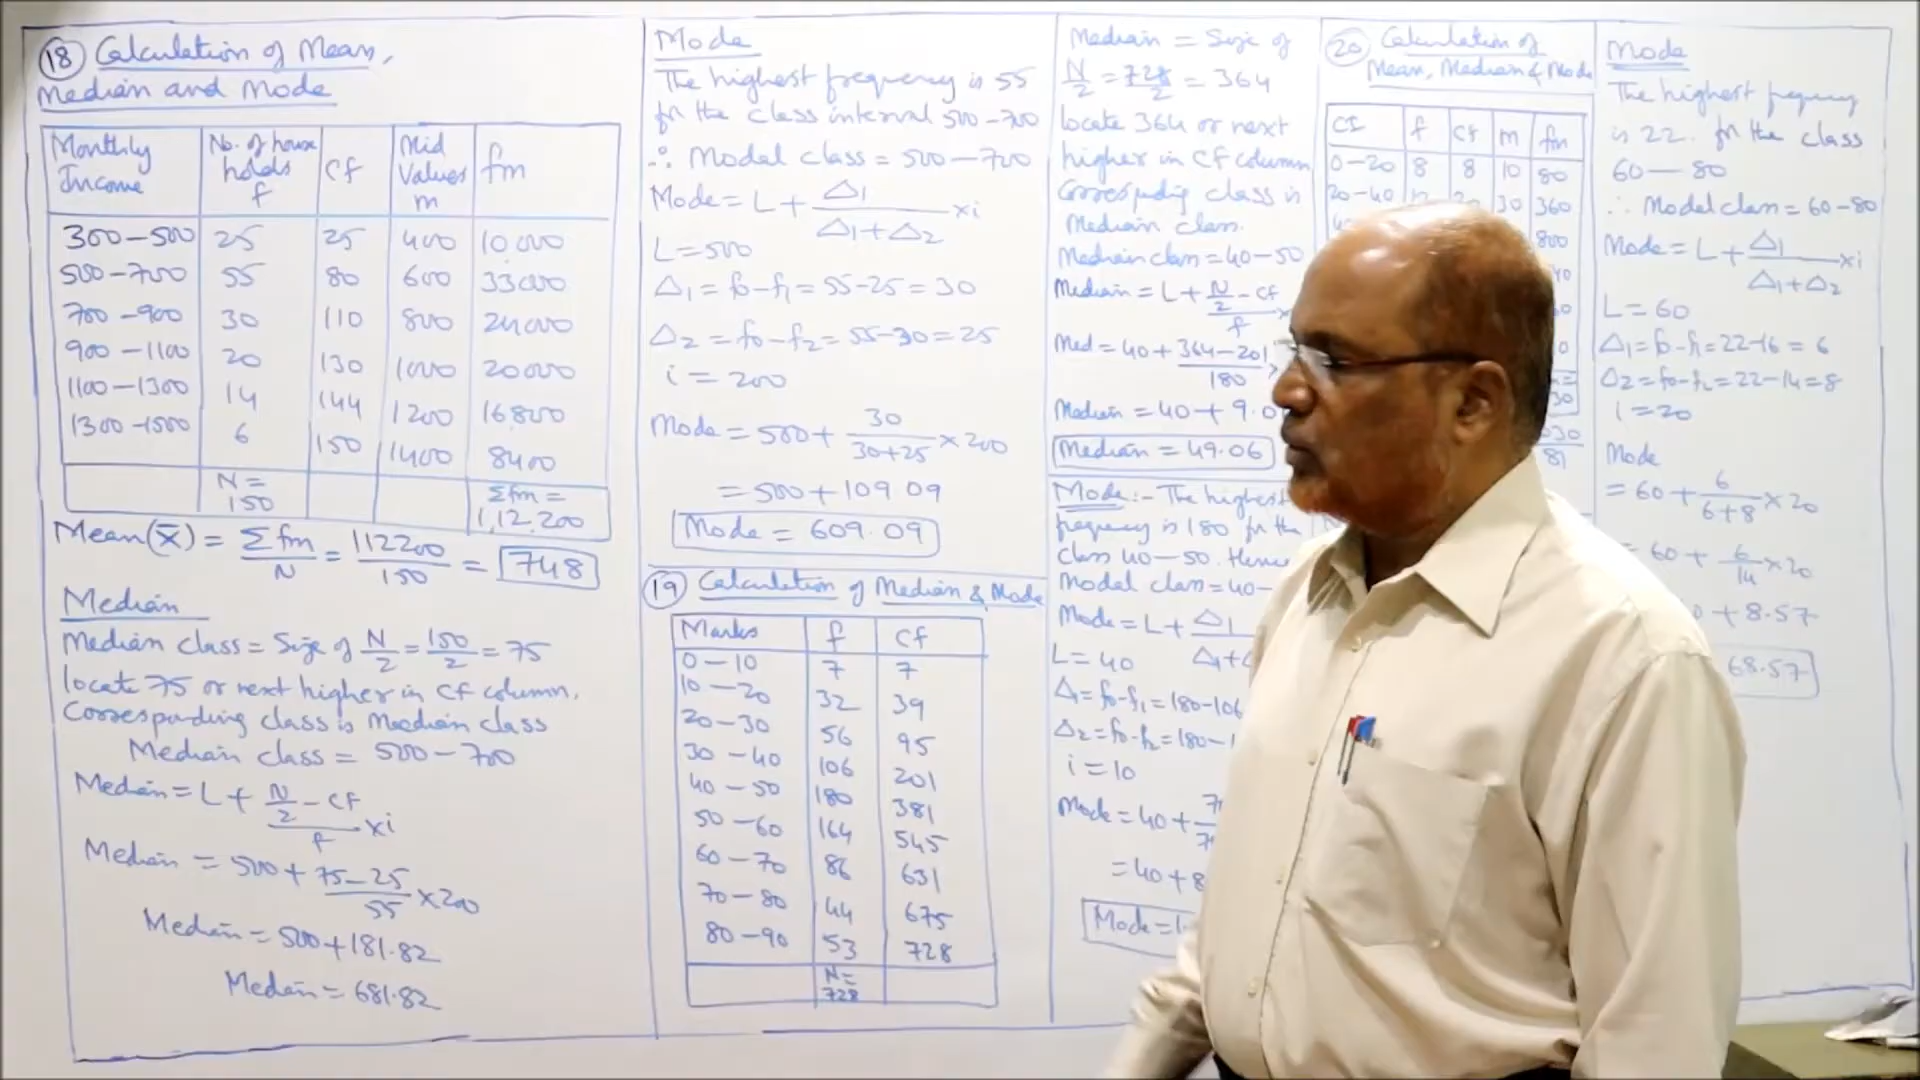 18 Calculation of Mean,
Median and Mode
Monthly Income | No. of house holds f | Cf | Mid Values m | fm
300-500 25 25 400 10,000
500-700 55 80 600 33000
700-900 30 110 800 24000
900-1100 20 130 1000 20000
1100-1300 14 144 1200 16,800
1300-1500 6 150 1400 8400
N = 150 Σfm = 1,12,200
Mean (x̄) = Σfm/N = 112200/150 = 748
Median
Median class = Size of N/2 = 150/2 = 75
locate 75 or next higher in cf column.
Corresponding class is Median class
Median class = 500-700
Median = L + (N/2 - cf)/f × i
Median = 500 + (75-25)/55 × 200
Median = 500 + 181.82
Median = 681.82
Mode
The highest frequency is 55
for the class interval 500-700
∴ Modal class = 500-700
Mode = L + Δ1/(Δ1+Δ2) × i
L = 500
Δ1 = f0-f1 = 55-25 = 30
Δ2 = f0-f2 = 55-30 = 25
i = 200
Mode = 500 + 30/(30+25) × 200
= 500 + 109.09
Mode = 609.09
19 Calculation of Median & Mode
Marks f Cf
0-10 7 7
10-20 32 39
20-30 56 95
30-40 106 201
40-50 180 381
50-60 164 545
60-70 86 631
70-80 44 675
80-90 53 728
N = 728
Median = Size of
N/2 = 728/2 = 364
locate 364 or next
higher in Cf column
Corresponding class is
Median class.
Median class = 40-50
Median = L + (N/2 - cf)/f ×
Med = 40 + (364-201)/180
Median = 40 + 9.0
Median = 49.06
Mode:- The highest
frequency is 180 for the
class 40-50. Hence
Modal class = 40-
Mode = L + Δ1
L = 40
Δ1 = f0-f1 = 180-106
Δ2 = f0-f2 = 180-1
i = 10
Mode = 40 +
= 40 + 8
Mode =
20 Calculation of
Mean, Median & Mode
CI f Cf m fm
0-20 8 8 10 80
20-40 30 360
800
Mode
The highest frequency
is 22. for the class
60-80
∴ Modal class = 60-80
Mode = L + Δ1/(Δ1+Δ2) × i
L = 60
Δ1 = f0-f1 = 22-16 = 6
Δ2 = f0-f2 = 22-14 = 8
i = 20
Mode
= 60 + 6/(6+8) × 20
= 60 + 6/14 × 20
+ 8.57
68.57